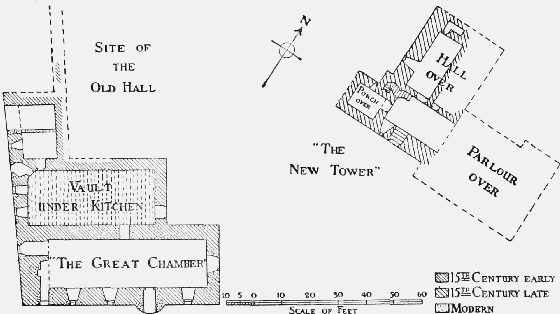 SITE OF
THE
OLD HALL
N
HALL
OVER
PORCH
OVER
"THE
NEW TOWER"
PARLOUR
OVER
VAULT
UNDER KITCHEN
"THE GREAT CHAMBER"
10 5 0 10 20 30 40 50 60
SCALE OF FEET
15TH CENTURY EARLY
15TH CENTURY LATE
MODERN